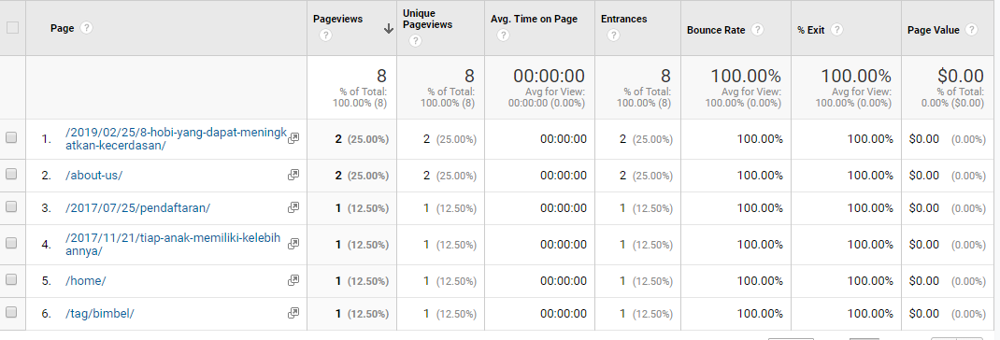 Page ?
Pageviews ?
Unique Pageviews ?
Avg. Time on Page ?
Entrances ?
Bounce Rate ?
% Exit ?
Page Value ?
8 8 00:00:00 8 100.00% 100.00% $0.00
% of Total: % of Total: Avg for View: % of Total: Avg for View: Avg for View: % of Total:
100.00% (8) 100.00% (8) 00:00:00 (0.00%) 100.00% (8) 100.00% (0.00%) 100.00% (0.00%) 0.00% ($0.00)
1. /2019/02/25/8-hobi-yang-dapat-meningk
atkan-kecerdasan/
2 (25.00%) 2 (25.00%) 00:00:00 2 (25.00%) 100.00% 100.00% $0.00 (0.00%)
2. /about-us/ 2 (25.00%) 2 (25.00%) 00:00:00 2 (25.00%) 100.00% 100.00% $0.00 (0.00%)
3. /2017/07/25/pendaftaran/ 1 (12.50%) 1 (12.50%) 00:00:00 1 (12.50%) 100.00% 100.00% $0.00 (0.00%)
4. /2017/11/21/tiap-anak-memiliki-kelebih
annya/
1 (12.50%) 1 (12.50%) 00:00:00 1 (12.50%) 100.00% 100.00% $0.00 (0.00%)
5. /home/ 1 (12.50%) 1 (12.50%) 00:00:00 1 (12.50%) 100.00% 100.00% $0.00 (0.00%)
6. /tag/bimbel/ 1 (12.50%) 1 (12.50%) 00:00:00 1 (12.50%) 100.00% 100.00% $0.00 (0.00%)